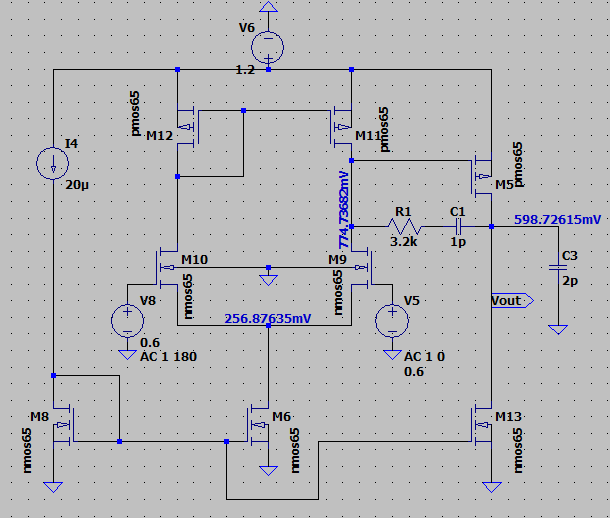 V6
1.2
pmos65
M12
M11
pmos65
I4
20µ
pmos65
M5
774.73682mV
R1
3.2k
C1
1p
598.72615mV
M10
nmos65
M9
nmos65
C3
2p
V8
0.6
AC 1 180
256.87635mV
V5
AC 1 0
0.6
Vout
M8
nmos65
M6
nmos65
M13
nmos65